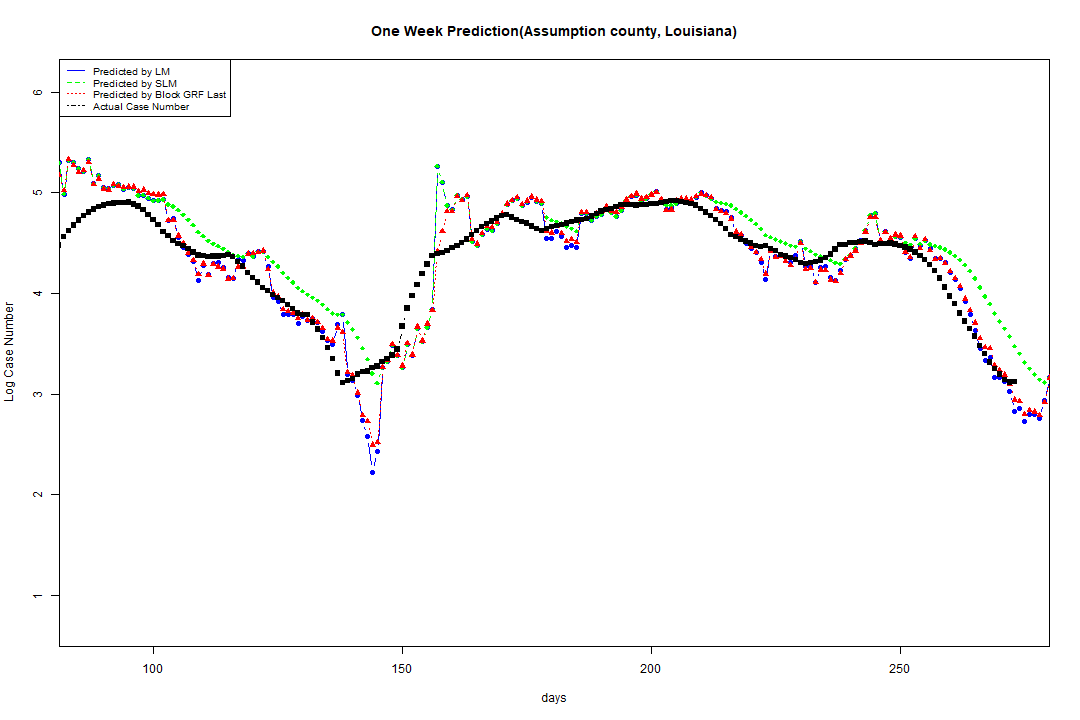 One Week Prediction(Assumption county, Louisiana)
Predicted by LM
Predicted by SLM
Predicted by Block GRF Last
Actual Case Number
6
5
4
3
2
1
Log Case Number
100 150 200 250
days